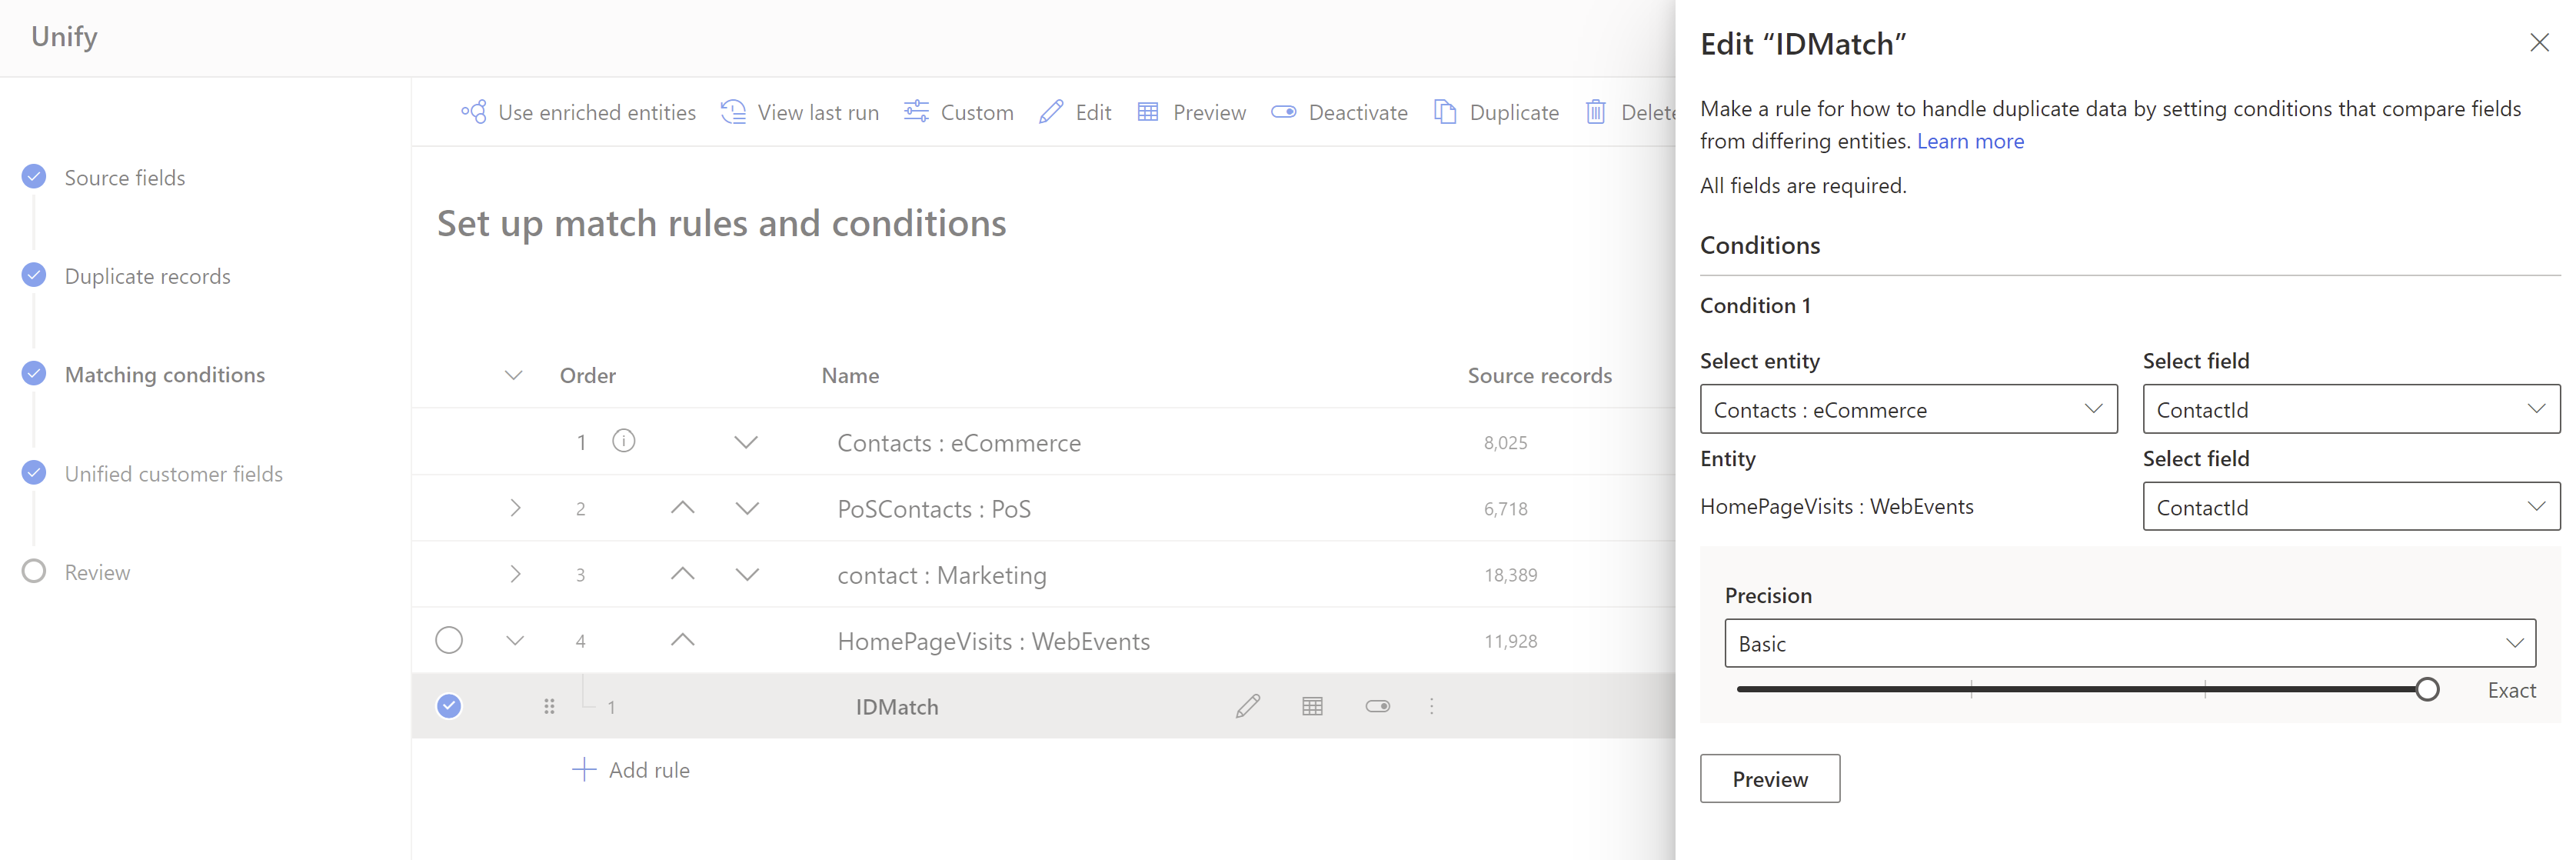 Unify
Source fields
Duplicate records
Matching conditions
Unified customer fields
Review
Use enriched entities View last run Custom Edit Preview Deactivate Duplicate Delete
Set up match rules and conditions
Order Name Source records
1 Contacts : eCommerce 8,025
2 PoSContacts : PoS 6,718
3 contact : Marketing 18,389
4 HomePageVisits : WebEvents 11,928
1 IDMatch
Add rule
Edit “IDMatch”
Make a rule for how to handle duplicate data by setting conditions that compare fields
from differing entities. Learn more
All fields are required.
Conditions
Condition 1
Select entity Select field
Contacts : eCommerce ContactId
Entity Select field
HomePageVisits : WebEvents ContactId
Precision
Basic
Exact
Preview